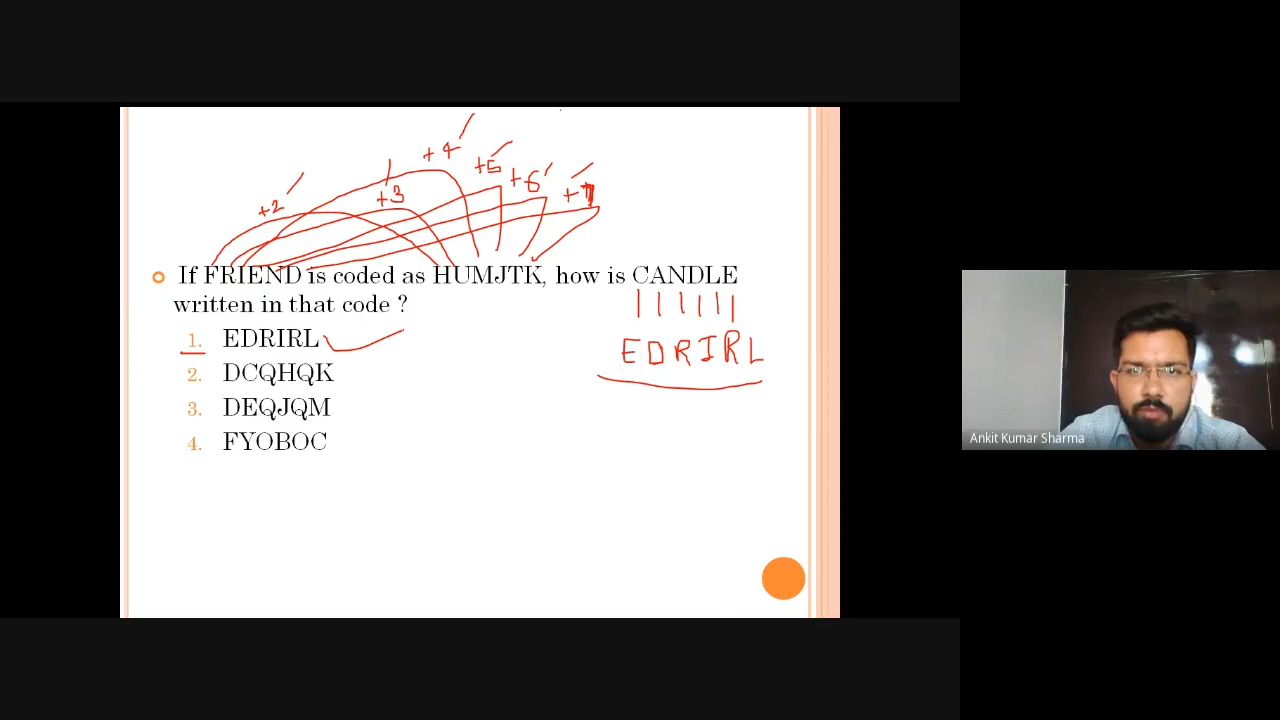 +4
+5
+6
+7
+2
+3
If FRIEND is coded as HUMJTK, how is CANDLE
written in that code ?
1. EDRIRL
EDRIRL
2. DCQHQK
3. DEQJQM
4. FYOBOC
Ankit Kumar Sharma